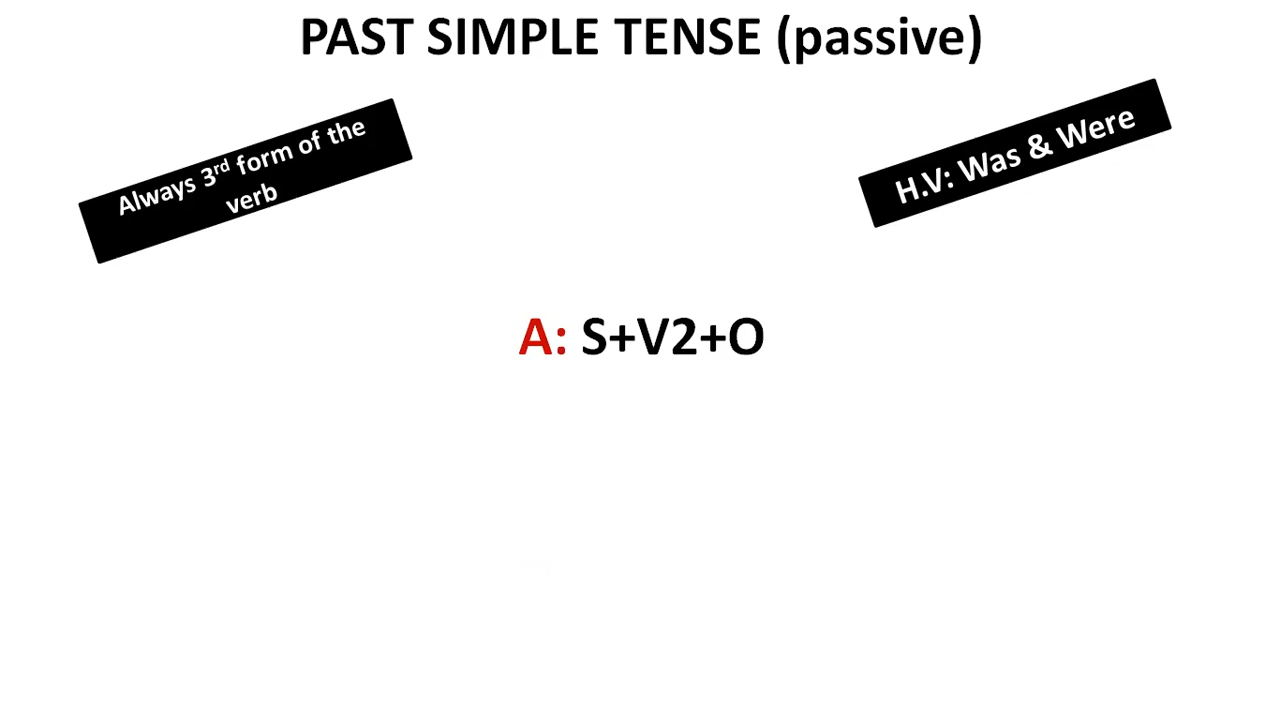 PAST SIMPLE TENSE (passive)
Always 3rd form of the
verb
H.V: Was & Were
A: S+V2+O